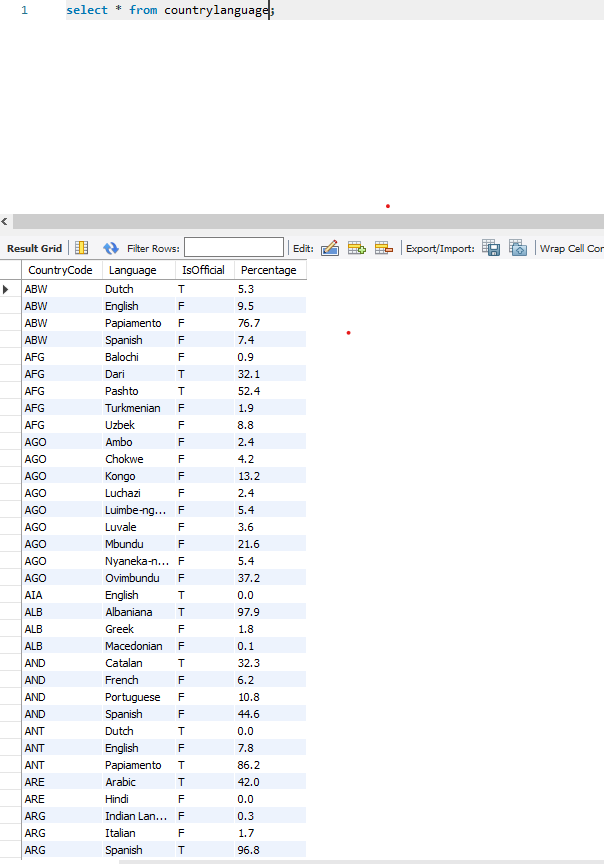 1 select * from countrylanguage;
Result Grid Filter Rows: Edit: Export/Import: Wrap Cell Con
CountryCode Language IsOfficial Percentage
ABW Dutch T 5.3
ABW English F 9.5
ABW Papiamento F 76.7
ABW Spanish F 7.4
AFG Balochi F 0.9
AFG Dari T 32.1
AFG Pashto T 52.4
AFG Turkmenian F 1.9
AFG Uzbek F 8.8
AGO Ambo F 2.4
AGO Chokwe F 4.2
AGO Kongo F 13.2
AGO Luchazi F 2.4
AGO Luimbe-ng... F 5.4
AGO Luvale F 3.6
AGO Mbundu F 21.6
AGO Nyaneka-n... F 5.4
AGO Ovimbundu F 37.2
AIA English T 0.0
ALB Albaniana T 97.9
ALB Greek F 1.8
ALB Macedonian F 0.1
AND Catalan T 32.3
AND French F 6.2
AND Portuguese F 10.8
AND Spanish F 44.6
ANT Dutch T 0.0
ANT English F 7.8
ANT Papiamento T 86.2
ARE Arabic T 42.0
ARE Hindi F 0.0
ARG Indian Lan... F 0.3
ARG Italian F 1.7
ARG Spanish T 96.8